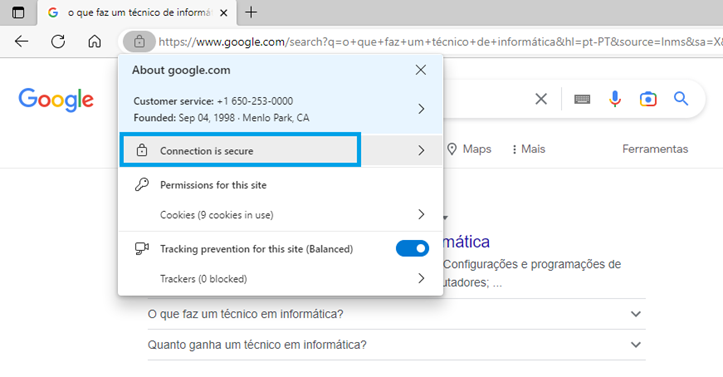 o que faz um técnico de informát
https://www.google.com/search?q=o+que+faz+um+técnico+de+informática&hl=pt-PT&source=lnms&sa=X&
About google.com
Customer service: +1 650-253-0000
Founded: Sep 04, 1998 · Menlo Park, CA
Google
Connection is secure
Maps
Mais
Ferramentas
Permissions for this site
Cookies (9 cookies in use)
mática
Tracking prevention for this site (Balanced)
Configurações e programações de
utadores; ...
Trackers (0 blocked)
O que faz um técnico em informática?
Quanto ganha um técnico em informática?